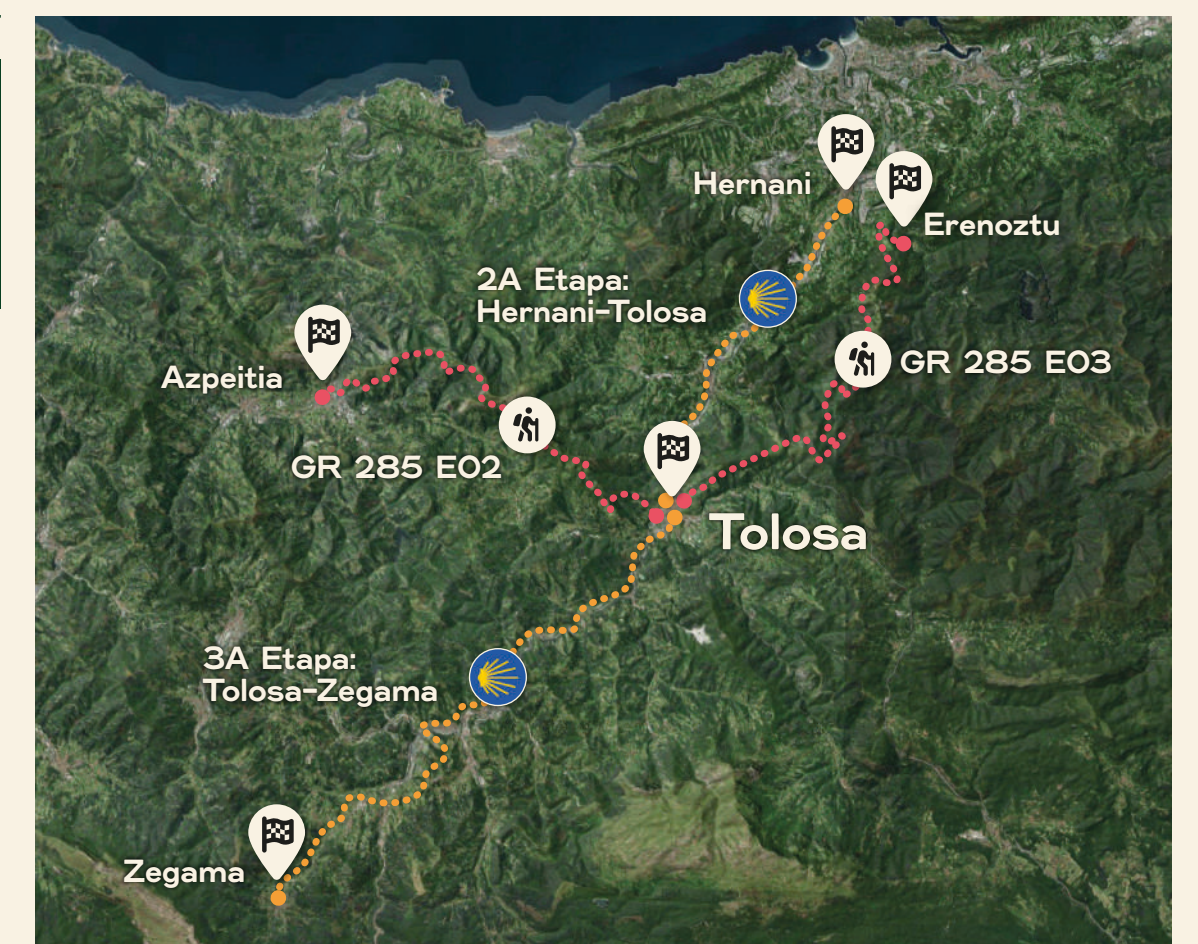 Hernani
Erenoztu
2A Etapa:
Hernani-Tolosa
GR 285 E03
Azpeitia
GR 285 E02
Tolosa
3A Etapa:
Tolosa-Zegama
Zegama